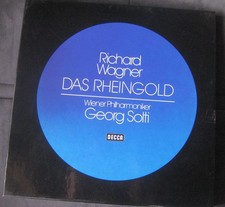 Richard
Wagner
DAS RHEINGOLD
Wiener Philharmoniker
Georg Solti
DECCA